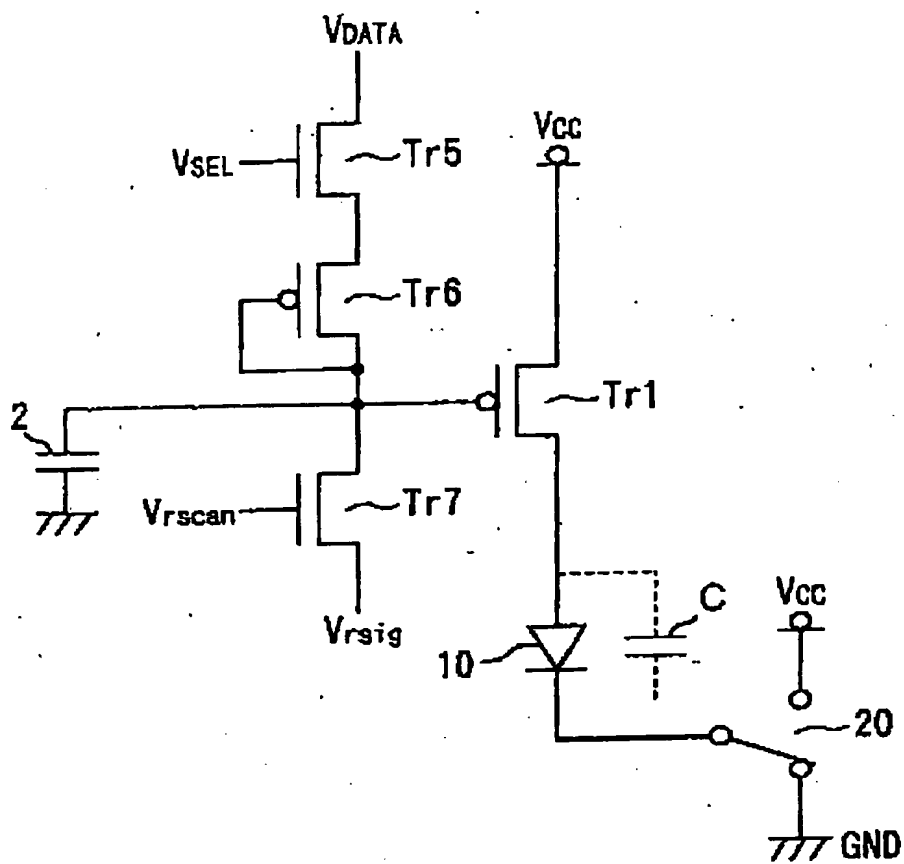 VDATA
VCC
VSEL
Tr5
Tr6
Tr1
2
Vrscan
Tr7
Vrsig
10
C
VCC
20
GND